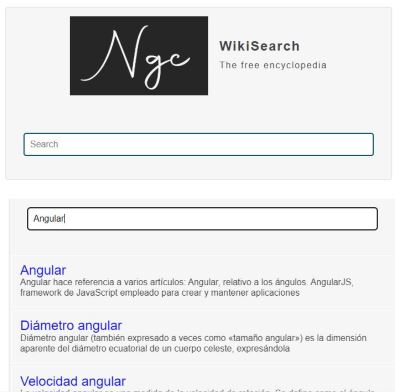 Ngc
WikiSearch
The free encyclopedia
Search
Angular
Angular
Angular hace referencia a varios artículos: Angular, relativo a los ángulos. AngularJS,
framework de JavaScript empleado para crear y mantener aplicaciones
Diámetro angular
Diámetro angular (también expresado a veces como «tamaño angular») es la dimensión
aparente del diámetro ecuatorial de un cuerpo celeste, expresándola
Velocidad angular